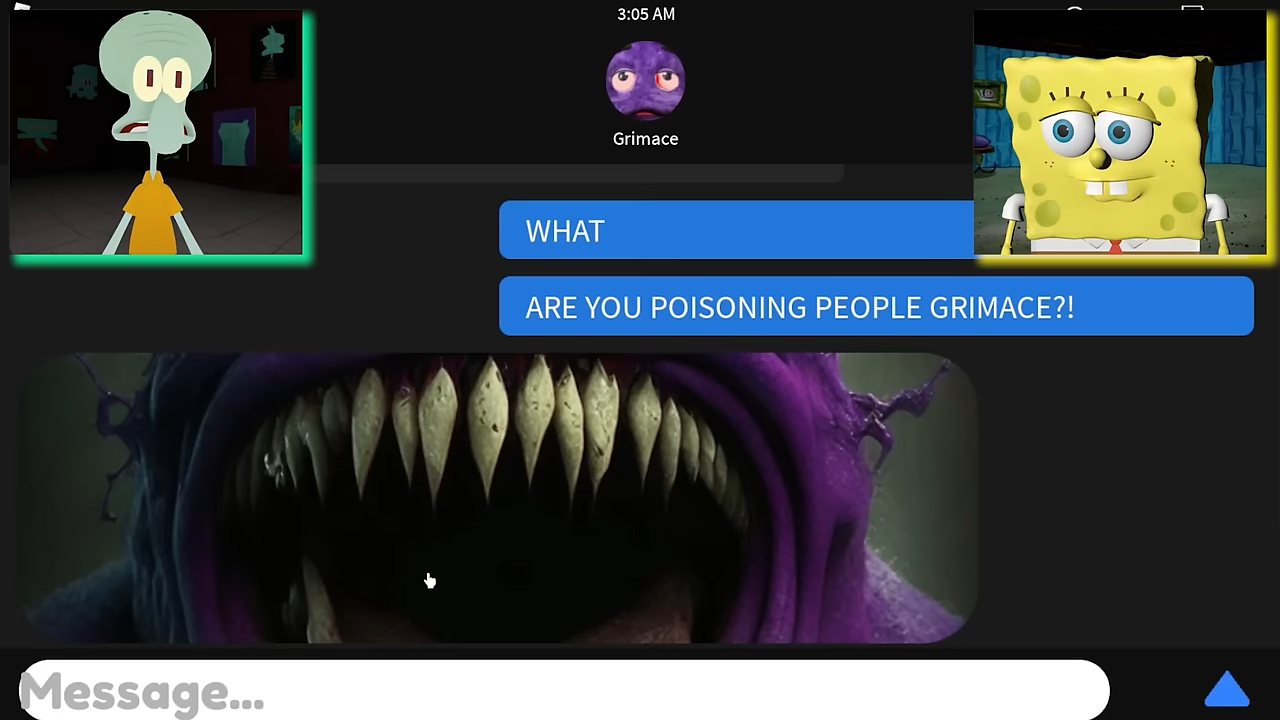 3:05 AM
Grimace
WHAT
ARE YOU POISONING PEOPLE GRIMACE?!
Message...